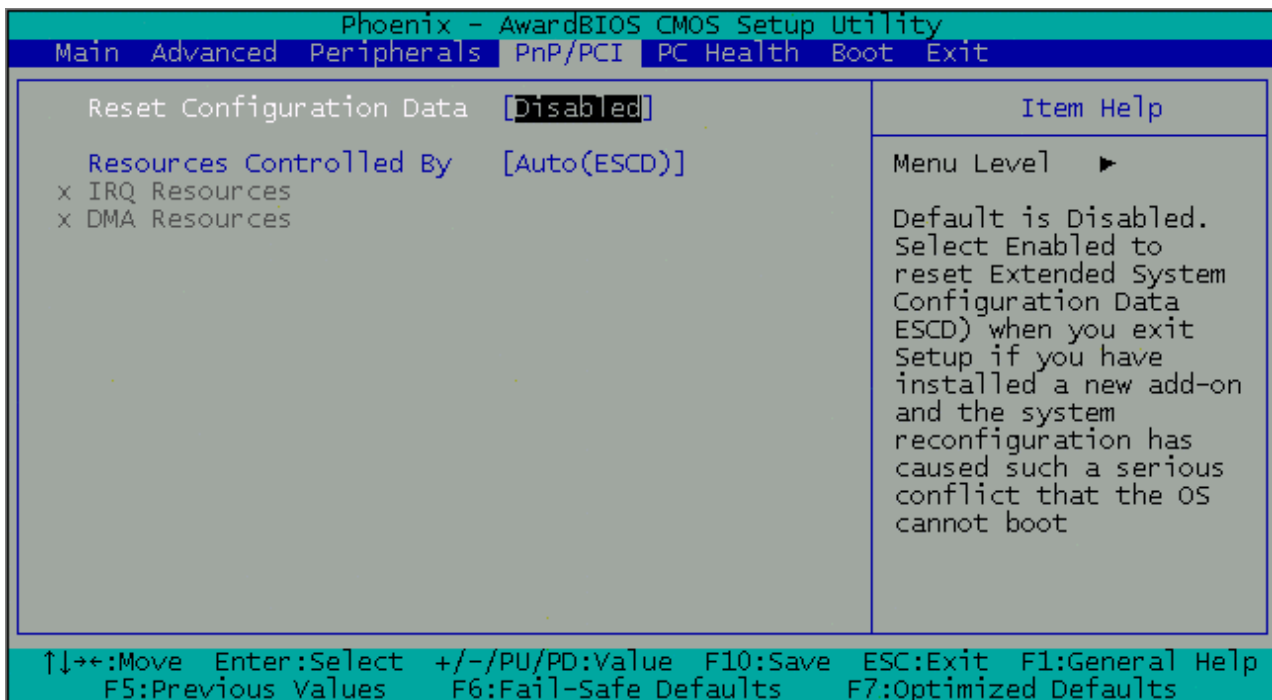 Phoenix - AwardBIOS CMOS Setup Utility
Main Advanced Peripherals PnP/PCI PC Health Boot Exit
Reset Configuration Data [Disabled]
Resources Controlled By [Auto(ESCD)]
x IRQ Resources
x DMA Resources
Item Help
Menu Level ►
Default is Disabled.
Select Enabled to
reset Extended System
Configuration Data
ESCD) when you exit
Setup if you have
installed a new add-on
and the system
reconfiguration has
caused such a serious
conflict that the OS
cannot boot
↑↓→←:Move Enter:Select +/-/PU/PD:Value F10:Save ESC:Exit F1:General Help
F5:Previous Values F6:Fail-Safe Defaults F7:Optimized Defaults